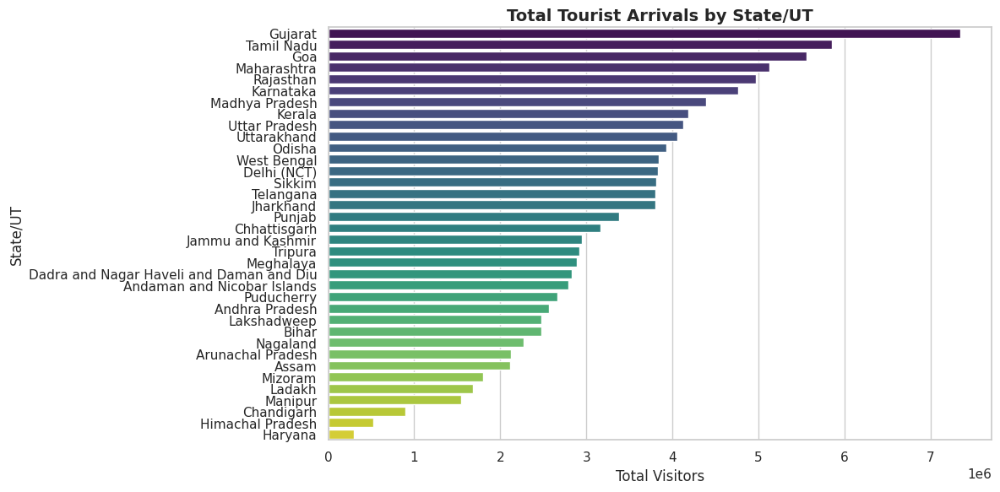 Total Tourist Arrivals by State/UT
State/UT
Gujarat
Tamil Nadu
Goa
Maharashtra
Rajasthan
Karnataka
Madhya Pradesh
Kerala
Uttar Pradesh
Uttarakhand
Odisha
West Bengal
Delhi (NCT)
Sikkim
Telangana
Jharkhand
Punjab
Chhattisgarh
Jammu and Kashmir
Tripura
Meghalaya
Dadra and Nagar Haveli and Daman and Diu
Andaman and Nicobar Islands
Puducherry
Andhra Pradesh
Lakshadweep
Bihar
Nagaland
Arunachal Pradesh
Assam
Mizoram
Ladakh
Manipur
Chandigarh
Himachal Pradesh
Haryana
0 1 2 3 4 5 6 7
1e6
Total Visitors